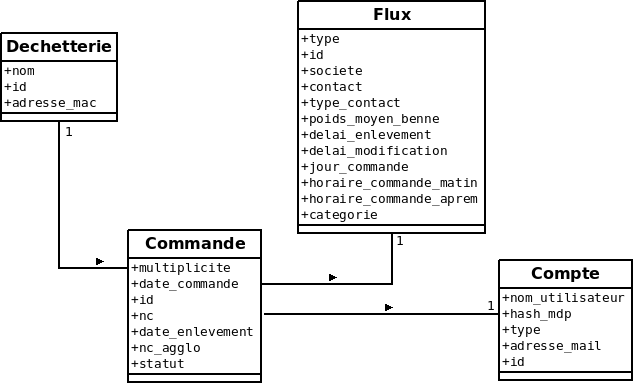 Dechetterie
+nom
+id
+adresse_mac
1
Flux
+type
+id
+societe
+contact
+type_contact
+poids_moyen_benne
+delai_enlevement
+delai_modification
+jour_commande
+horaire_commande_matin
+horaire_commande_aprem
+categorie
1
Commande
+multiplicite
+date_commande
+id
+nc
+date_enlevement
+nc_agglo
+statut
1
Compte
+nom_utilisateur
+hash_mdp
+type
+adresse_mail
+id